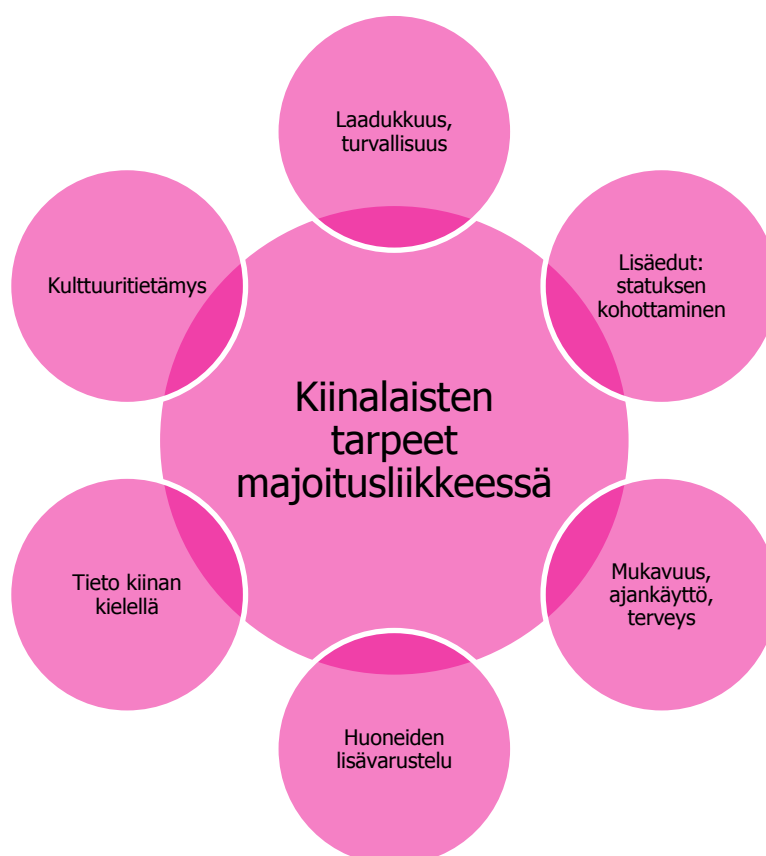 Laadukkuus,
turvallisuus
Lisäedut:
statuksen
kohottaminen
Kulttuuritietämys
Kiinalaisten
tarpeet
majoitusliikkeessä
Mukavuus,
ajankäyttö,
terveys
Tieto kiinan
kielellä
Huoneiden
lisävarustelu